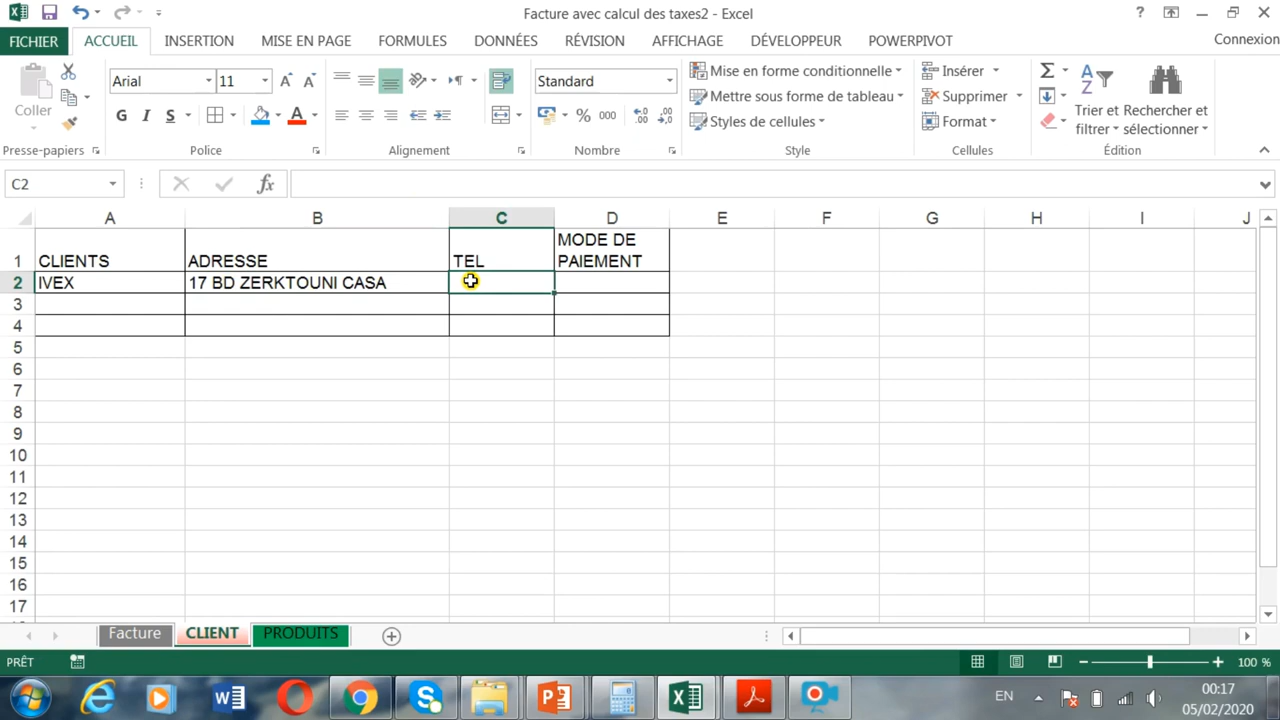 Facture avec calcul des taxes2 - Excel
FICHIER ACCUEIL INSERTION MISE EN PAGE FORMULES DONNÉES RÉVISION AFFICHAGE DÉVELOPPEUR POWERPIVOT Connexion
Coller
Arial 11
G I S
Standard
% 000
Mise en forme conditionnelle
Mettre sous forme de tableau
Styles de cellules
Insérer
Supprimer
Format
Trier et filtrer
Rechercher et sélectionner
Presse-papiers Police Alignement Nombre Style Cellules Édition
C2 fx
A B C D E F G H I J
1 CLIENTS ADRESSE TEL MODE DE PAIEMENT
2 IVEX 17 BD ZERKTOUNI CASA
3
4
5
6
7
8
9
10
11
12
13
14
15
16
17
Facture CLIENT PRODUITS
PRÊT 100 %
EN 00:17
05/02/2020